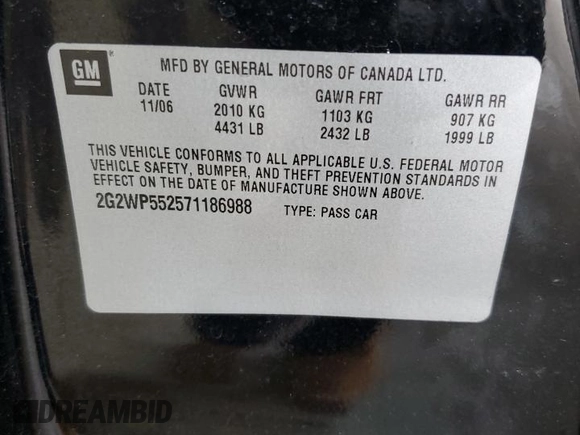 GM
MFD BY GENERAL MOTORS OF CANADA LTD.
DATE GVWR GAWR FRT GAWR RR
11/06 2010 KG 1103 KG 907 KG
4431 LB 2432 LB 1999 LB
THIS VEHICLE CONFORMS TO ALL APPLICABLE U.S. FEDERAL MOTOR
VEHICLE SAFETY, BUMPER, AND THEFT PREVENTION STANDARDS IN
EFFECT ON THE DATE OF MANUFACTURE SHOWN ABOVE.
2G2WP552571186988 TYPE: PASS CAR
DREAMBID